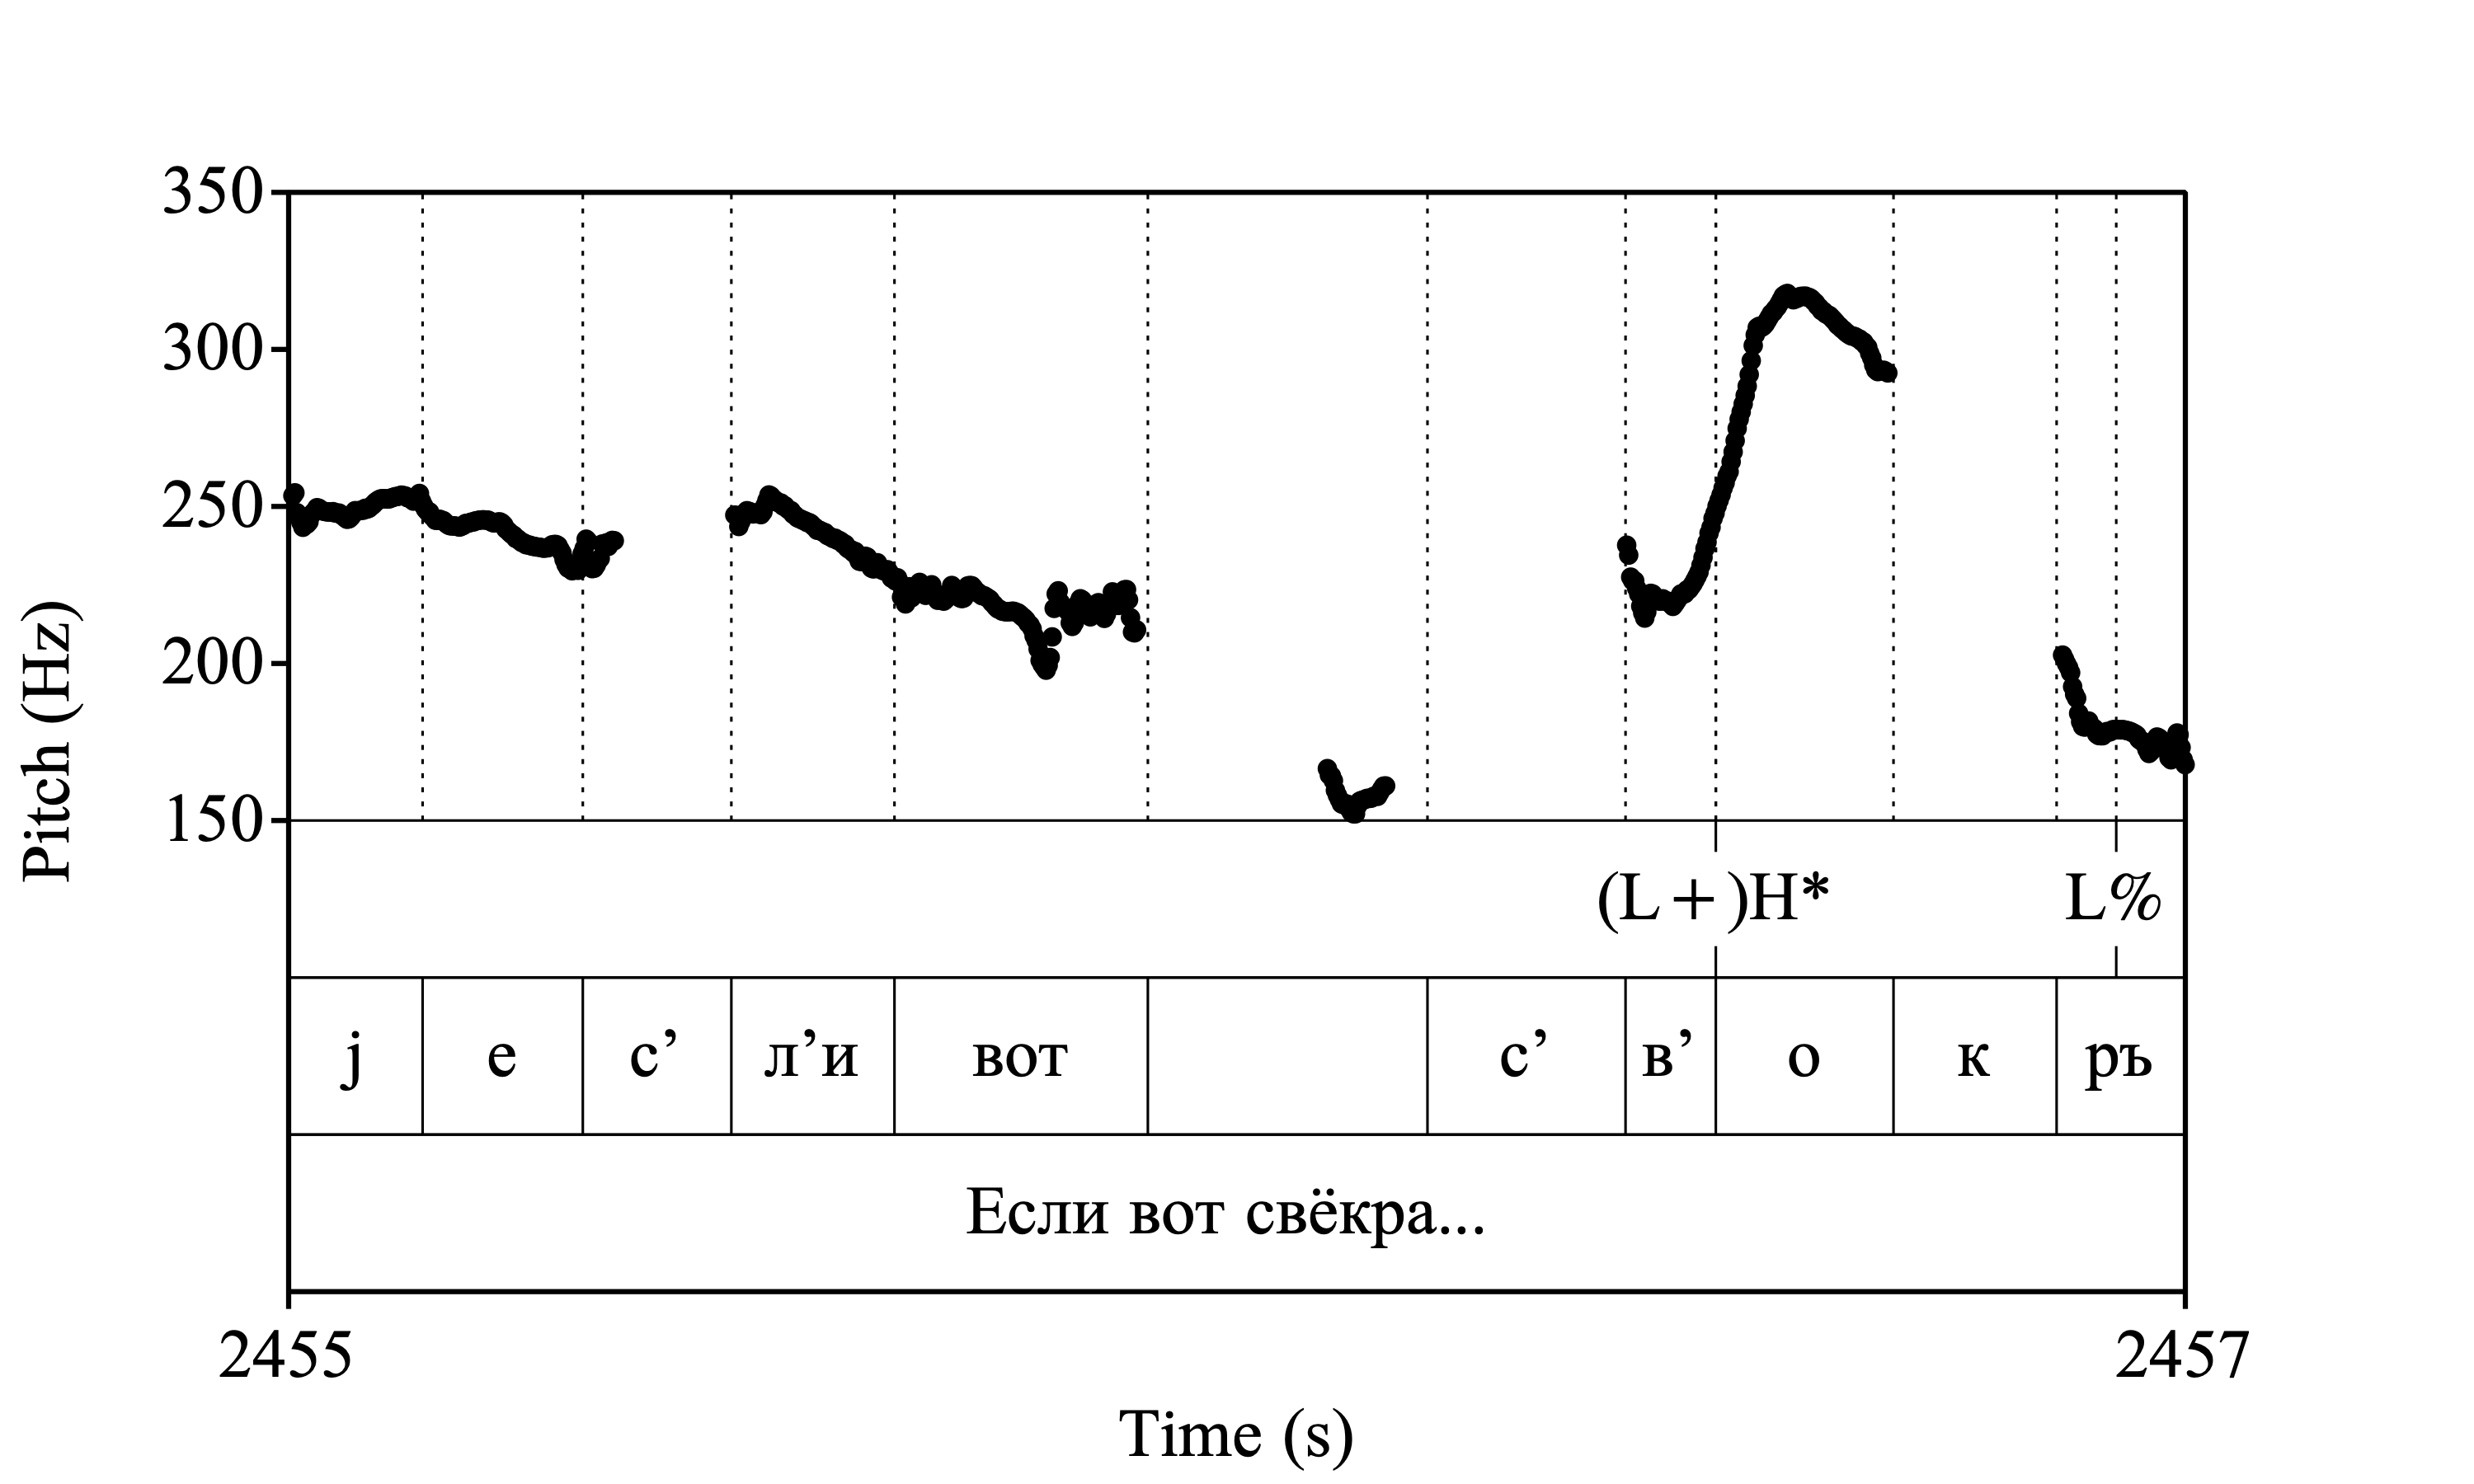 350
300
250
200
150
Pitch (Hz)
(L+)H* L%
j е с’ л’и вот с’ в’ о к ръ
Если вот свёкра...
2455 2457
Time (s)